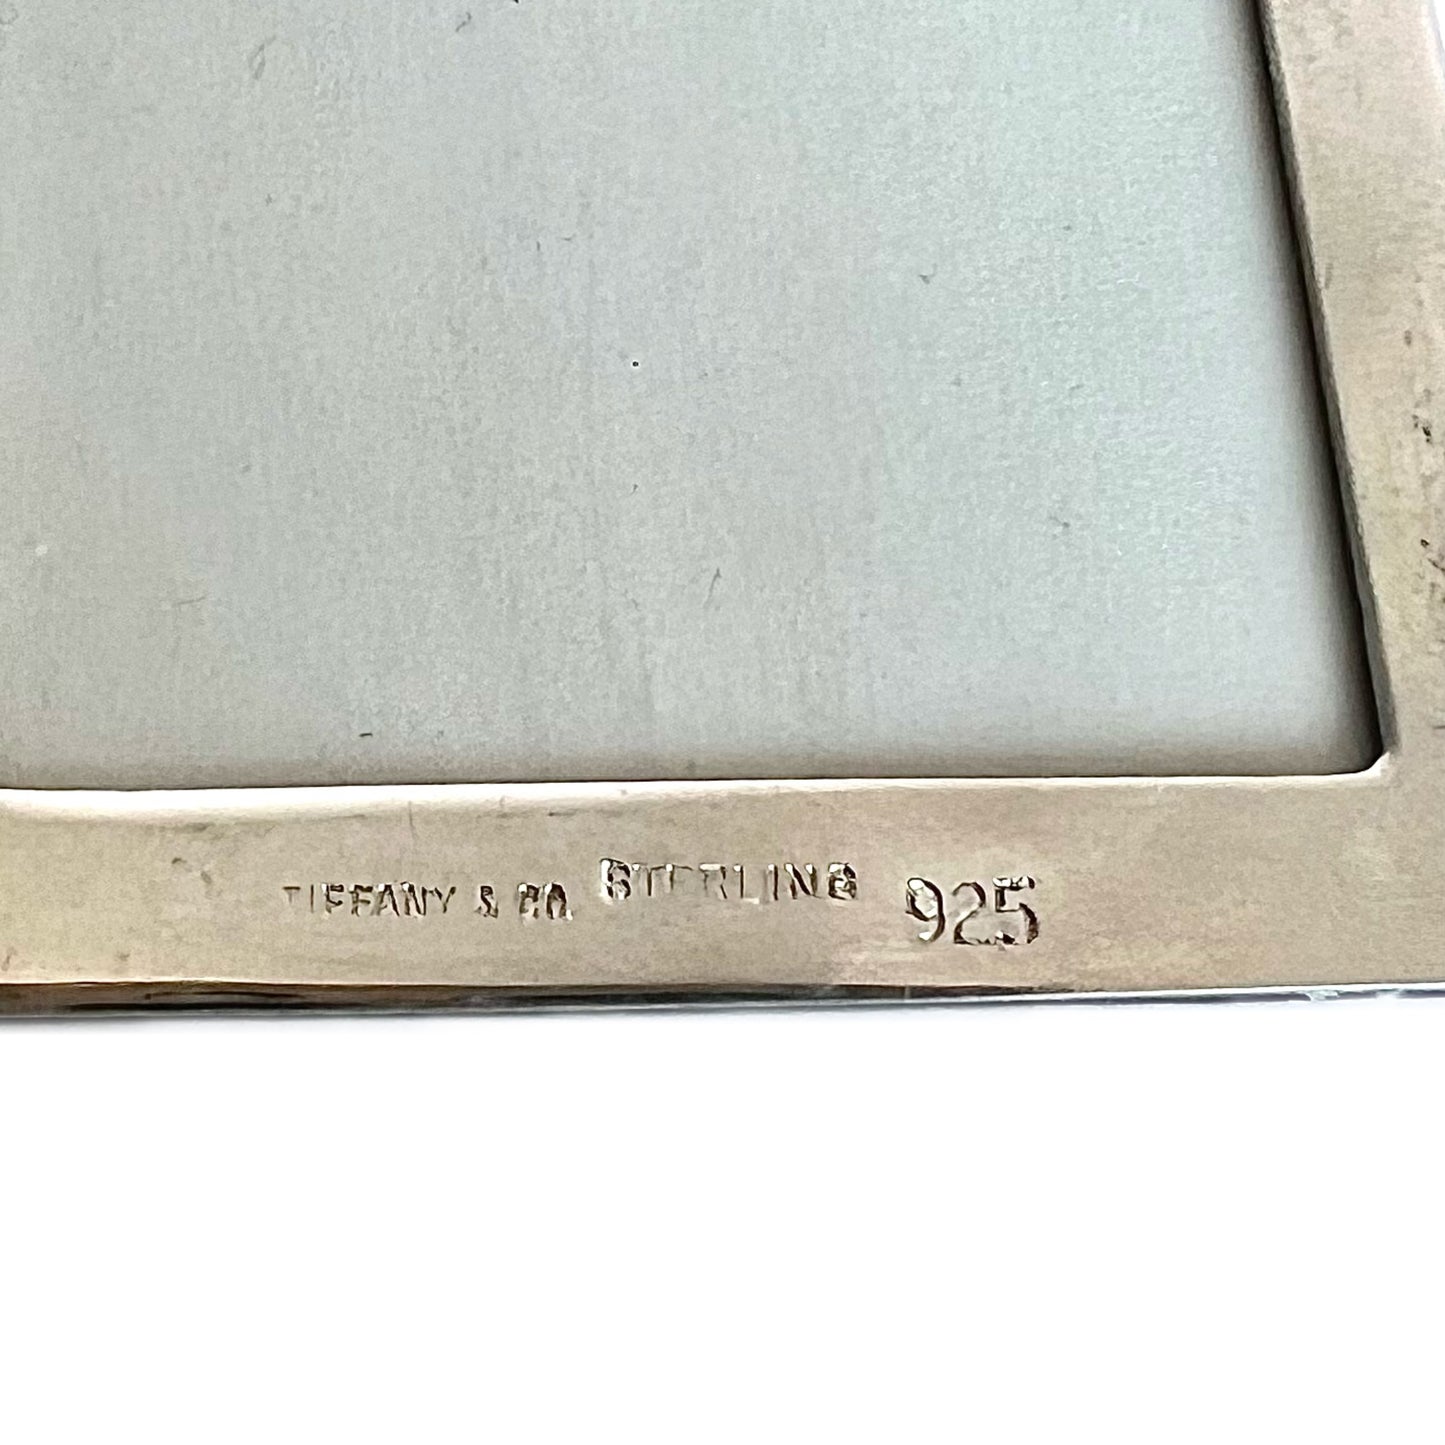 TIFFANY & CO. STERLING 925